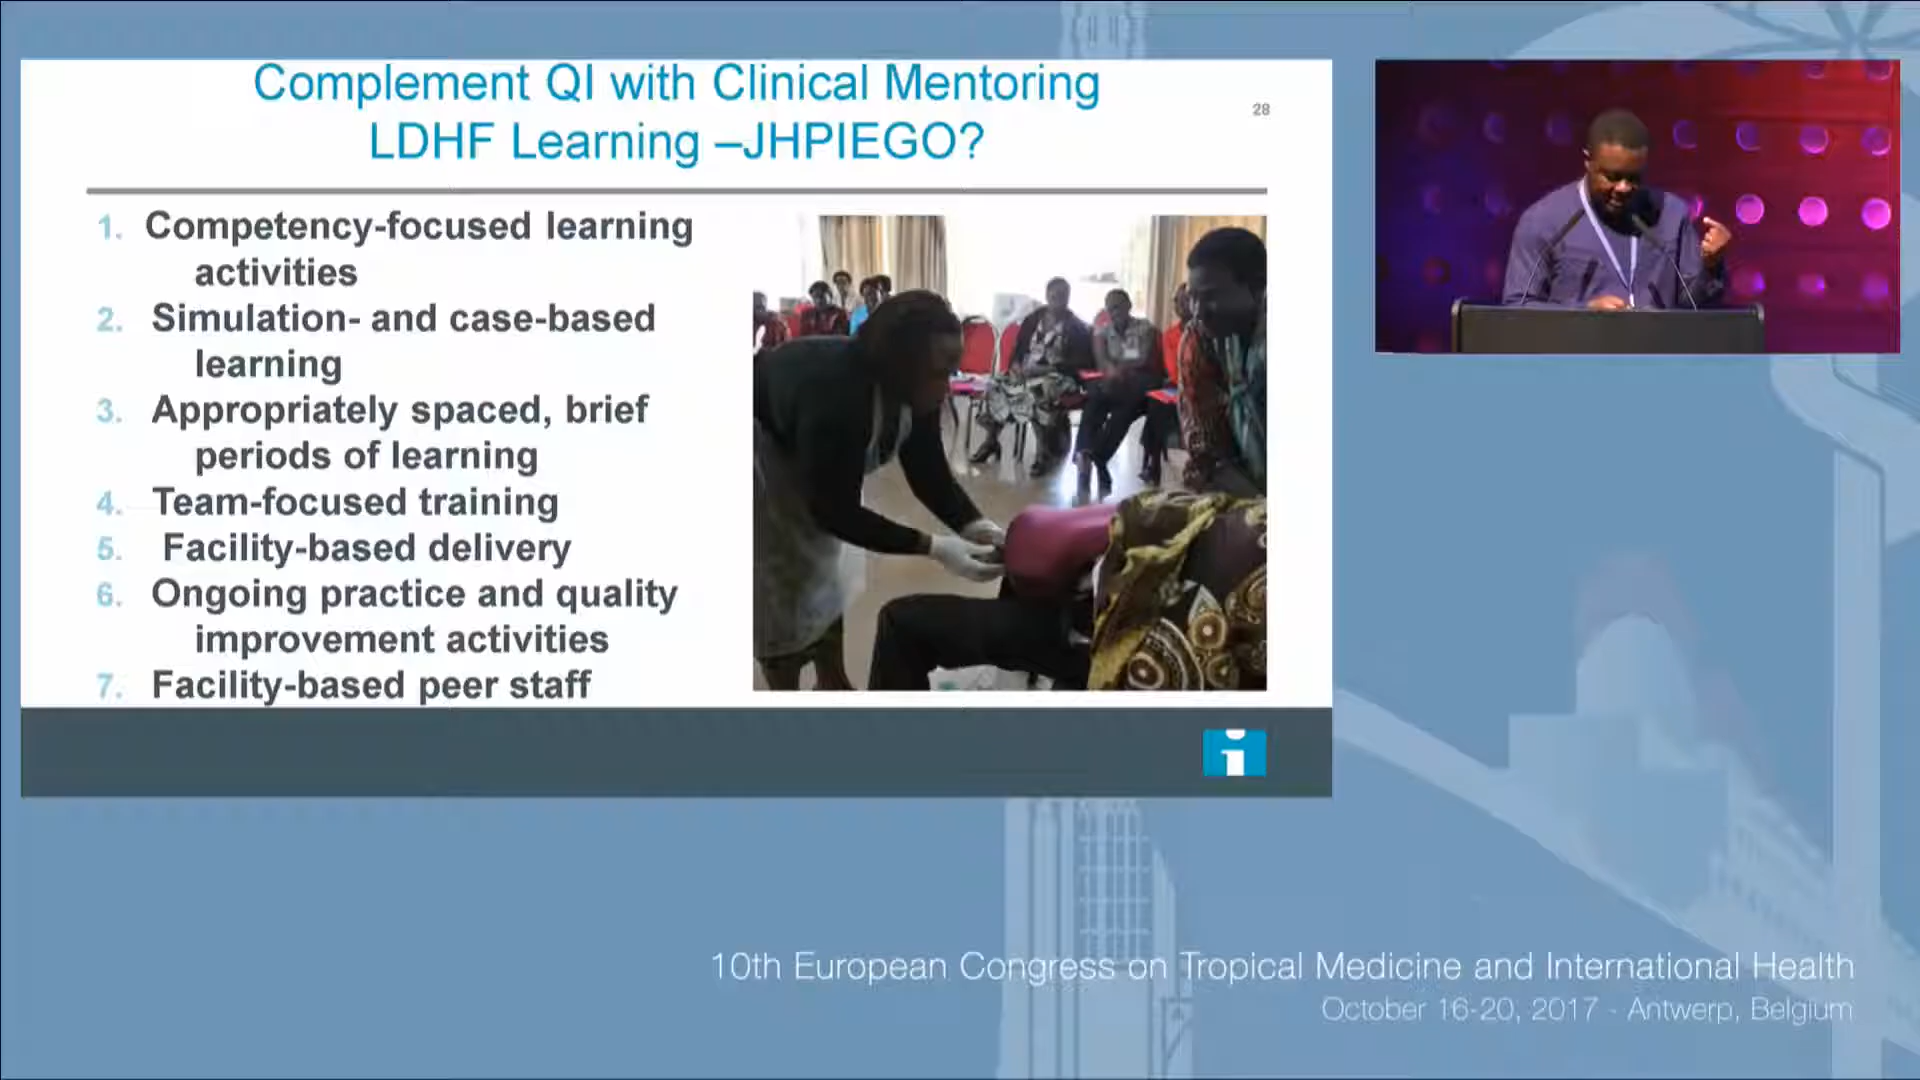 Complement QI with Clinical Mentoring
LDHF Learning –JHPIEGO?
28
1. Competency-focused learning
activities
2. Simulation- and case-based
learning
3. Appropriately spaced, brief
periods of learning
4. Team-focused training
5. Facility-based delivery
6. Ongoing practice and quality
improvement activities
7. Facility-based peer staff
i
10th European Congress on Tropical Medicine and International Health
October 16-20, 2017 - Antwerp, Belgium